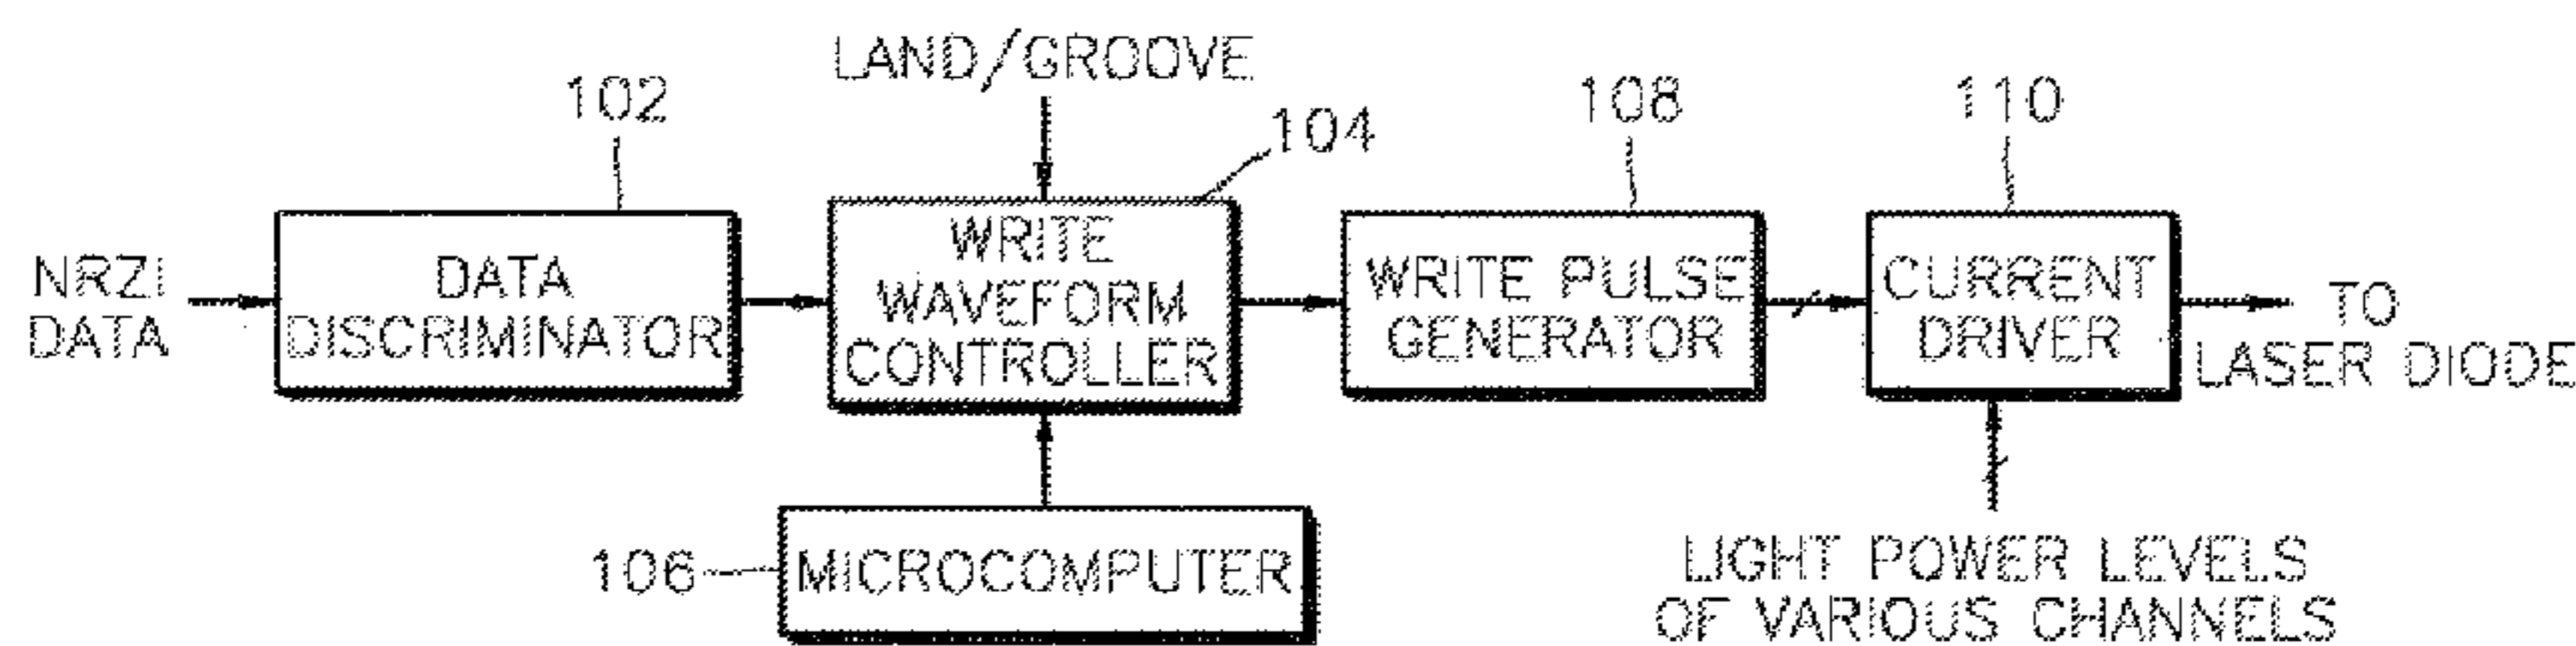 LAND/GROOVE
102
108
110
104
NRZI
DATA
DATA
DISCRIMINATOR
WRITE
WAVEFORM
CONTROLLER
WRITE PULSE
GENERATOR
CURRENT
DRIVER
TO
LASER DIODE
106
MICROCOMPUTER
LIGHT POWER LEVELS
OF VARIOUS CHANNELS